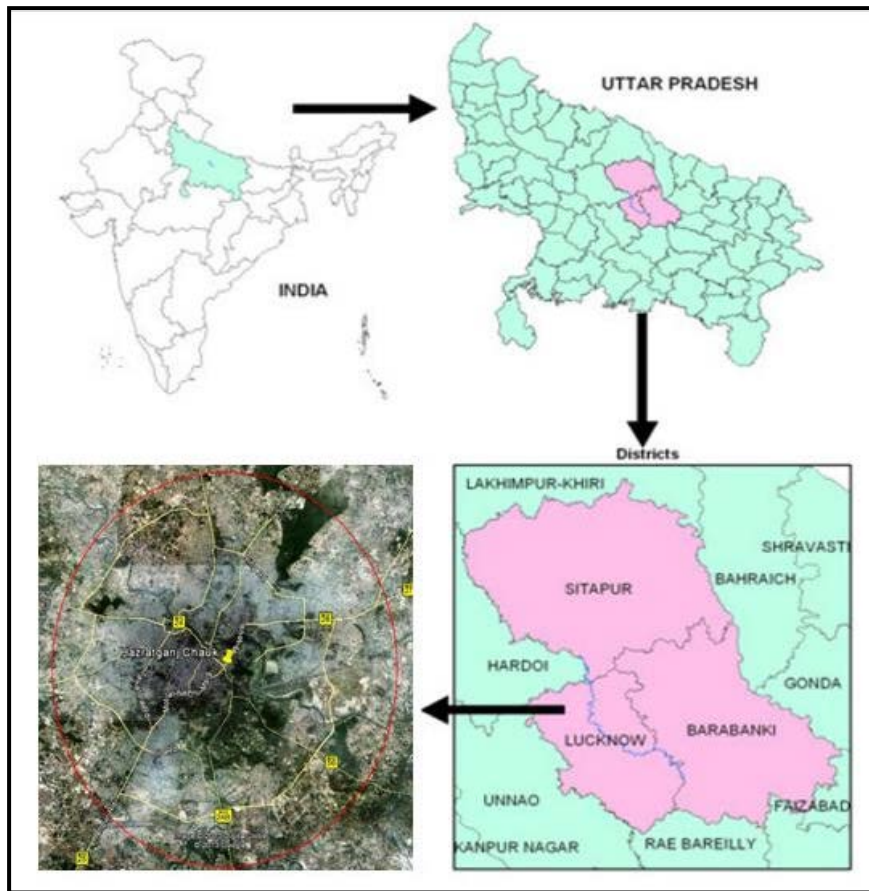 UTTAR PRADESH
INDIA
Districts
LAKHIMPUR-KHIRI
SHRAVASTI
BAHRAICH
SITAPUR
HARDOI
GONDA
BARABANKI
LUCKNOW
UNNAO
FAIZABAD
RAE BAREILLY
KANPUR NAGAR
Hazratganj Chauk